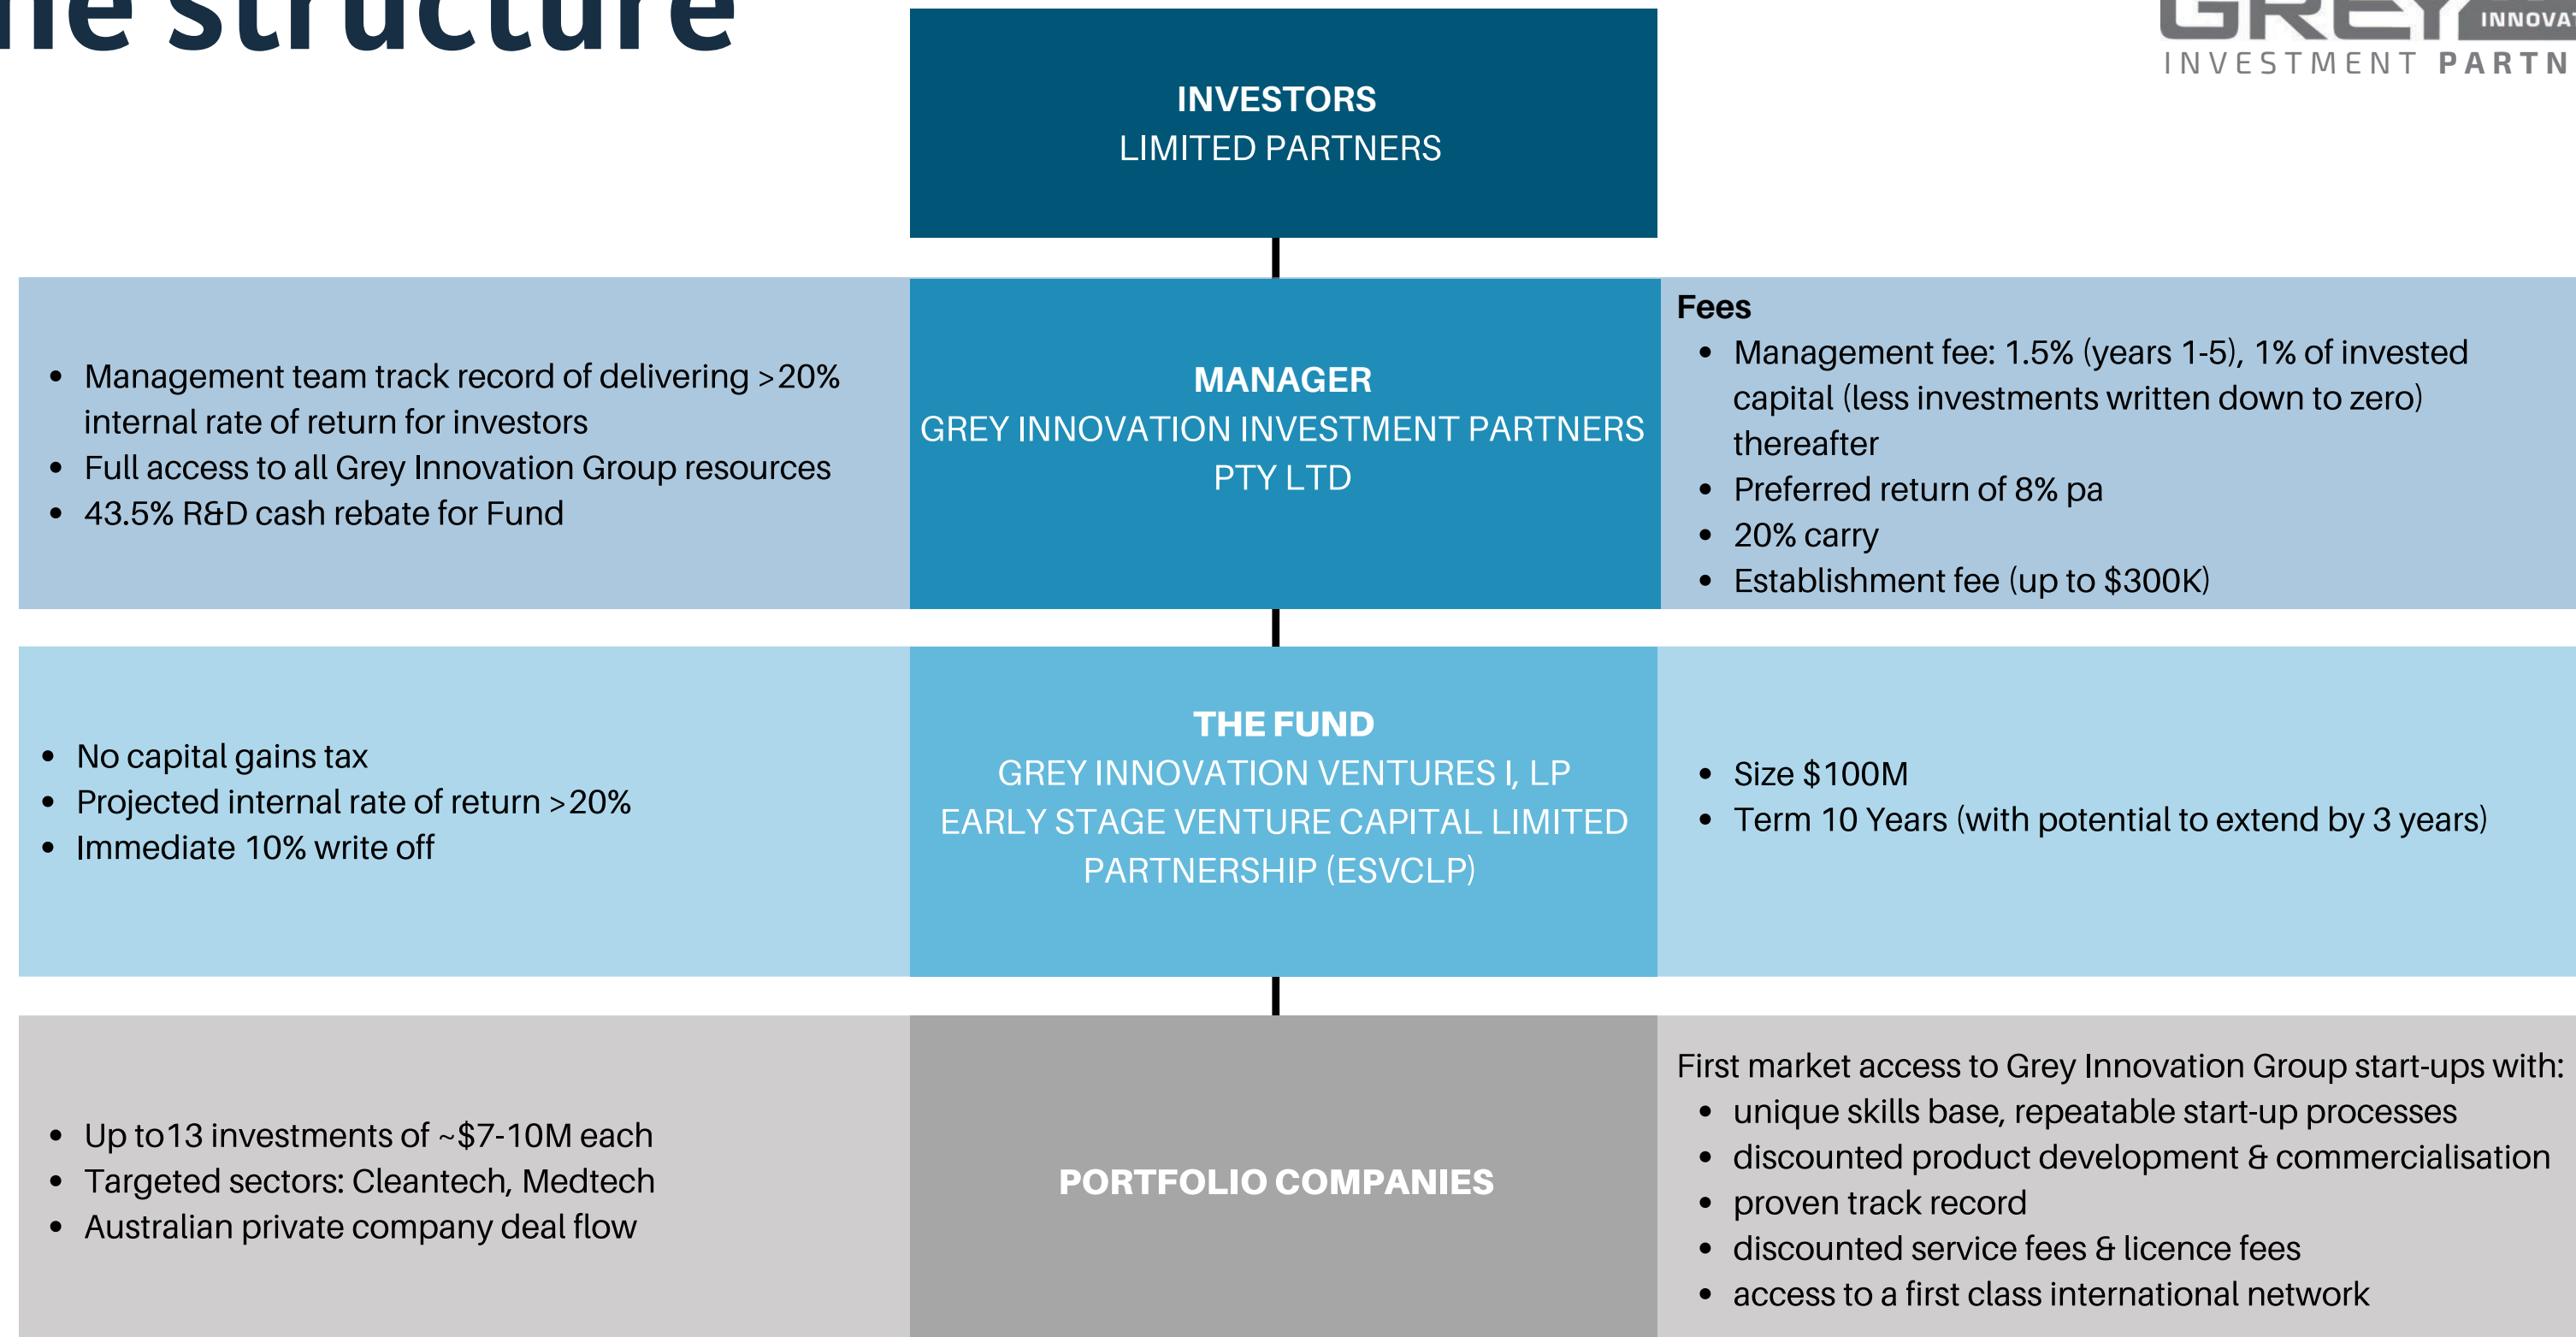 he structure
GREY
INNOVAT
INVESTMENT PARTN
INVESTORS
LIMITED PARTNERS
• Management team track record of delivering >20%
internal rate of return for investors
• Full access to all Grey Innovation Group resources
• 43.5% R&D cash rebate for Fund
MANAGER
GREY INNOVATION INVESTMENT PARTNERS
PTY LTD
Fees
• Management fee: 1.5% (years 1-5), 1% of invested
capital (less investments written down to zero)
thereafter
• Preferred return of 8% pa
• 20% carry
• Establishment fee (up to $300K)
• No capital gains tax
• Projected internal rate of return >20%
• Immediate 10% write off
THE FUND
GREY INNOVATION VENTURES I, LP
EARLY STAGE VENTURE CAPITAL LIMITED
PARTNERSHIP (ESVCLP)
• Size $100M
• Term 10 Years (with potential to extend by 3 years)
• Up to13 investments of ~$7-10M each
• Targeted sectors: Cleantech, Medtech
• Australian private company deal flow
PORTFOLIO COMPANIES
First market access to Grey Innovation Group start-ups with:
• unique skills base, repeatable start-up processes
• discounted product development & commercialisation
• proven track record
• discounted service fees & licence fees
• access to a first class international network